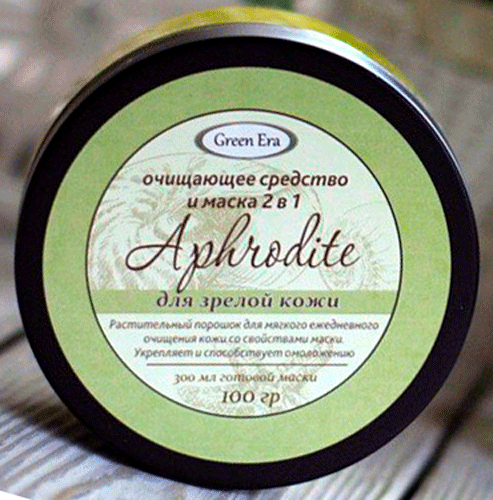 Green Era
очищающее средство
и маска 2 в 1
Aphrodite
для зрелой кожи
Растительный порошок для мягкого ежедневного
очищения кожи со свойствами маски.
Укрепляет и способствует омоложению
300 мл готовой маски
100 гр